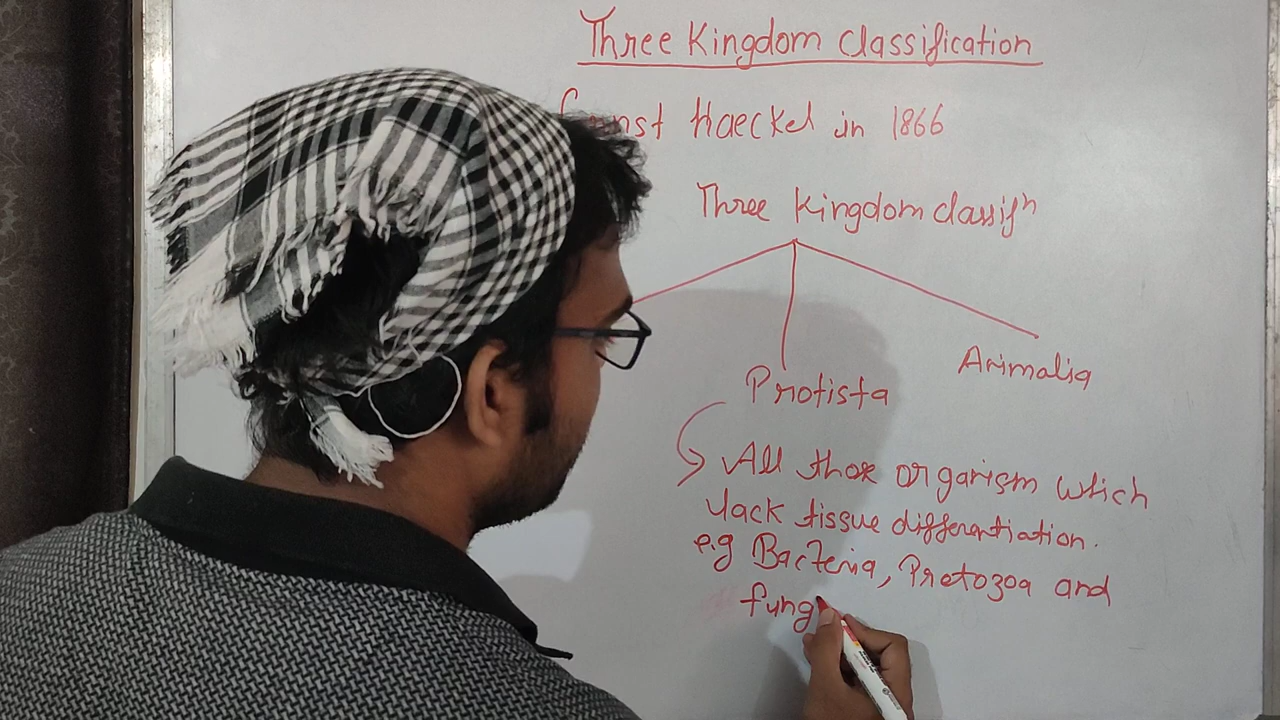 Three Kingdom Classification
Ernst Haeckel in 1866
Three Kingdom classifn
Protista
Animalia
All those organism which
lack tissue differentiation.
e.g Bacteria, Protozoa and
fung